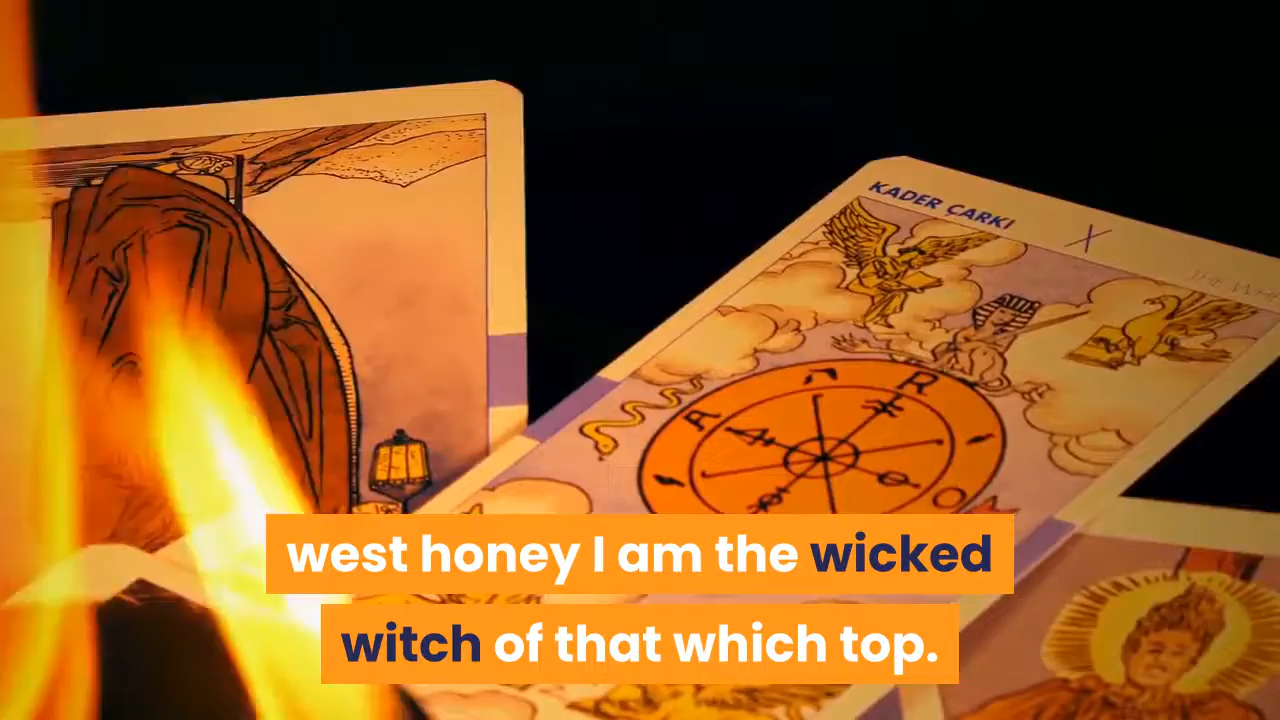 KADER ÇARKI X
west honey I am the wicked
witch of that which top.